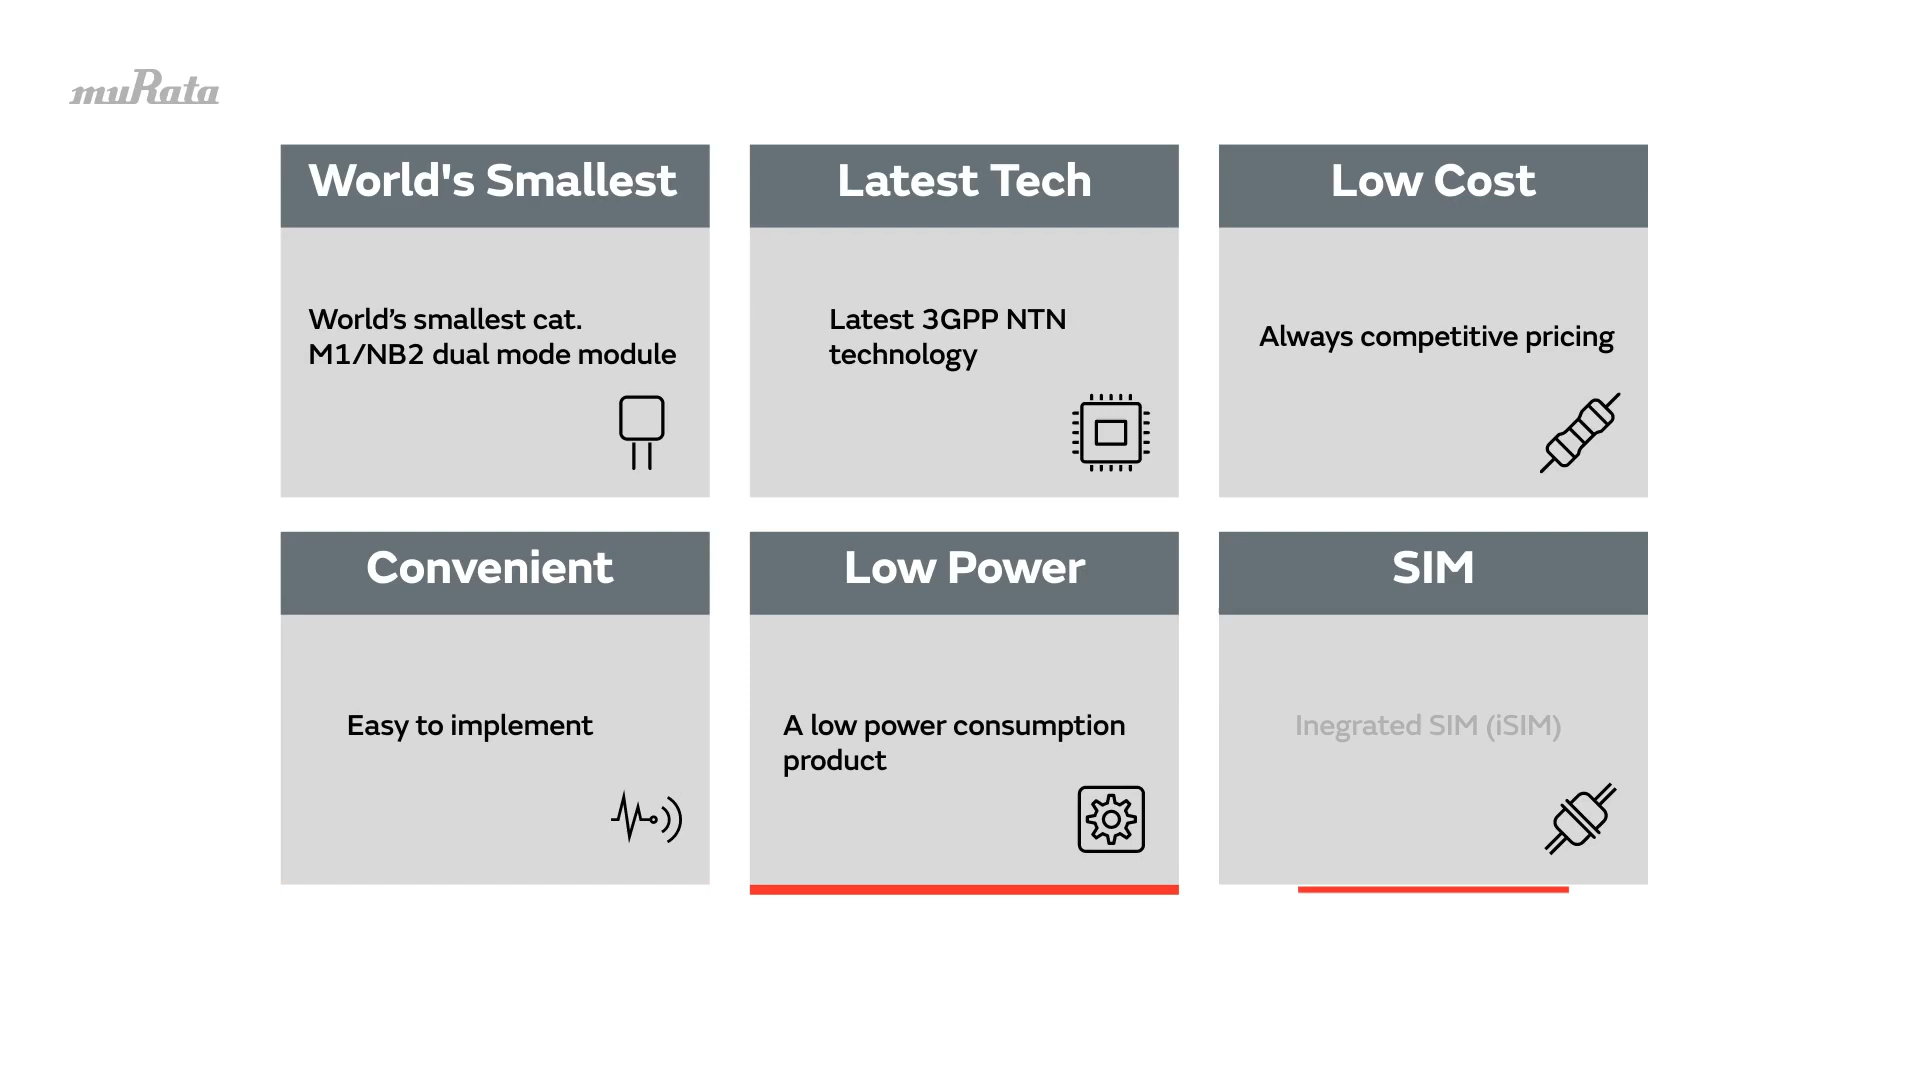 muRata
World's Smallest
World’s smallest cat.
M1/NB2 dual mode module
Latest Tech
Latest 3GPP NTN
technology
Low Cost
Always competitive pricing
Convenient
Easy to implement
Low Power
A low power consumption
product
SIM
Inegrated SIM (iSIM)